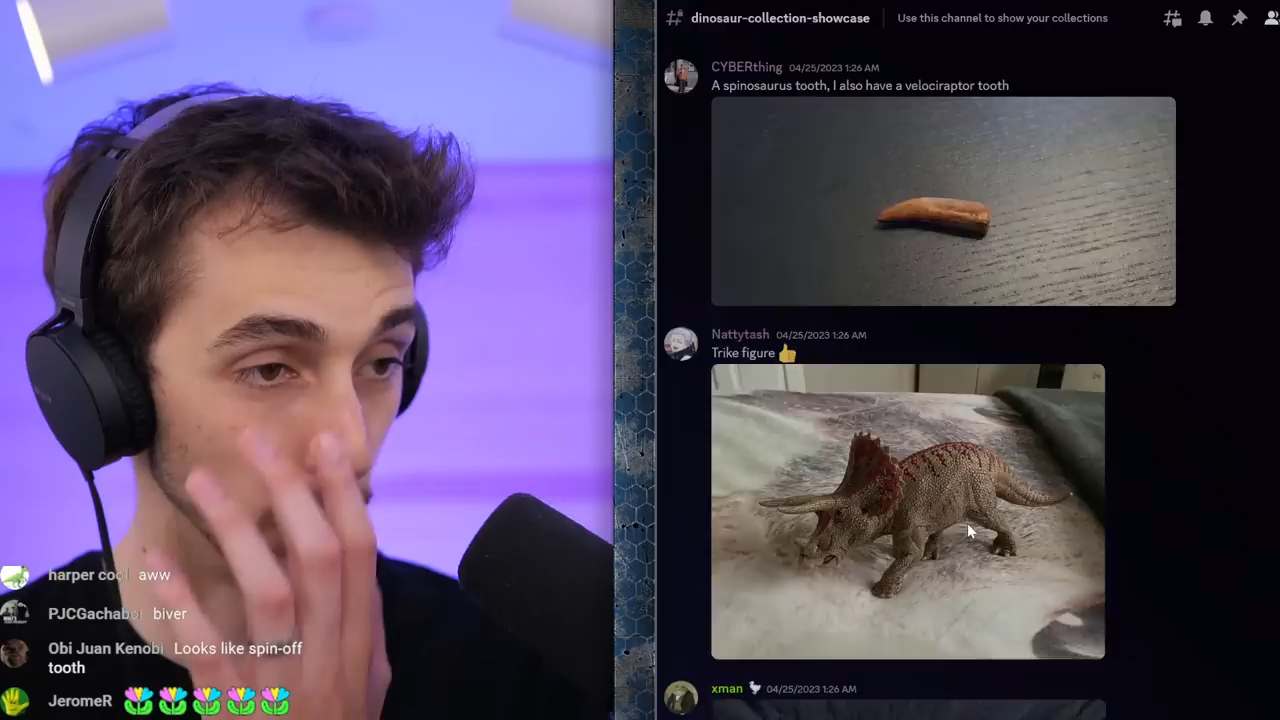 dinosaur-collection-showcase
Use this channel to show your collections
CYBERthing 04/25/2023 1:26 AM
A spinosaurus tooth, I also have a velociraptor tooth
Nattytash 04/25/2023 1:26 AM
Trike figure 👍
xman 04/25/2023 1:26 AM
harper cool aww
PJCGachaboi biver
Obi Juan Kenobi Looks like spin-off
tooth
JeromeR